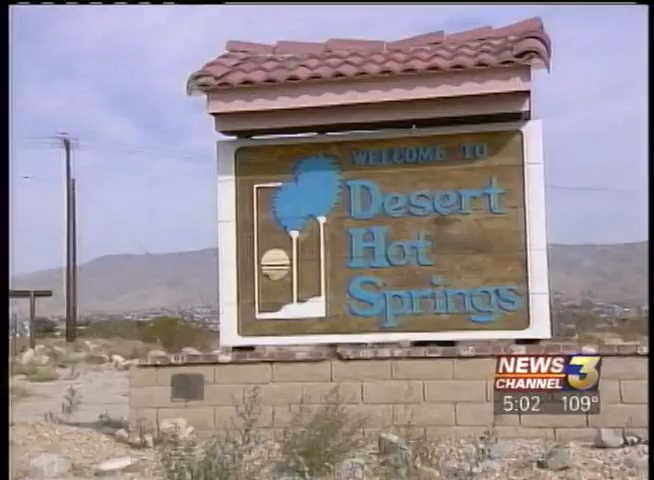 WELCOME TO
Desert
Hot
Springs
NEWS
CHANNEL 3
5:02 109°